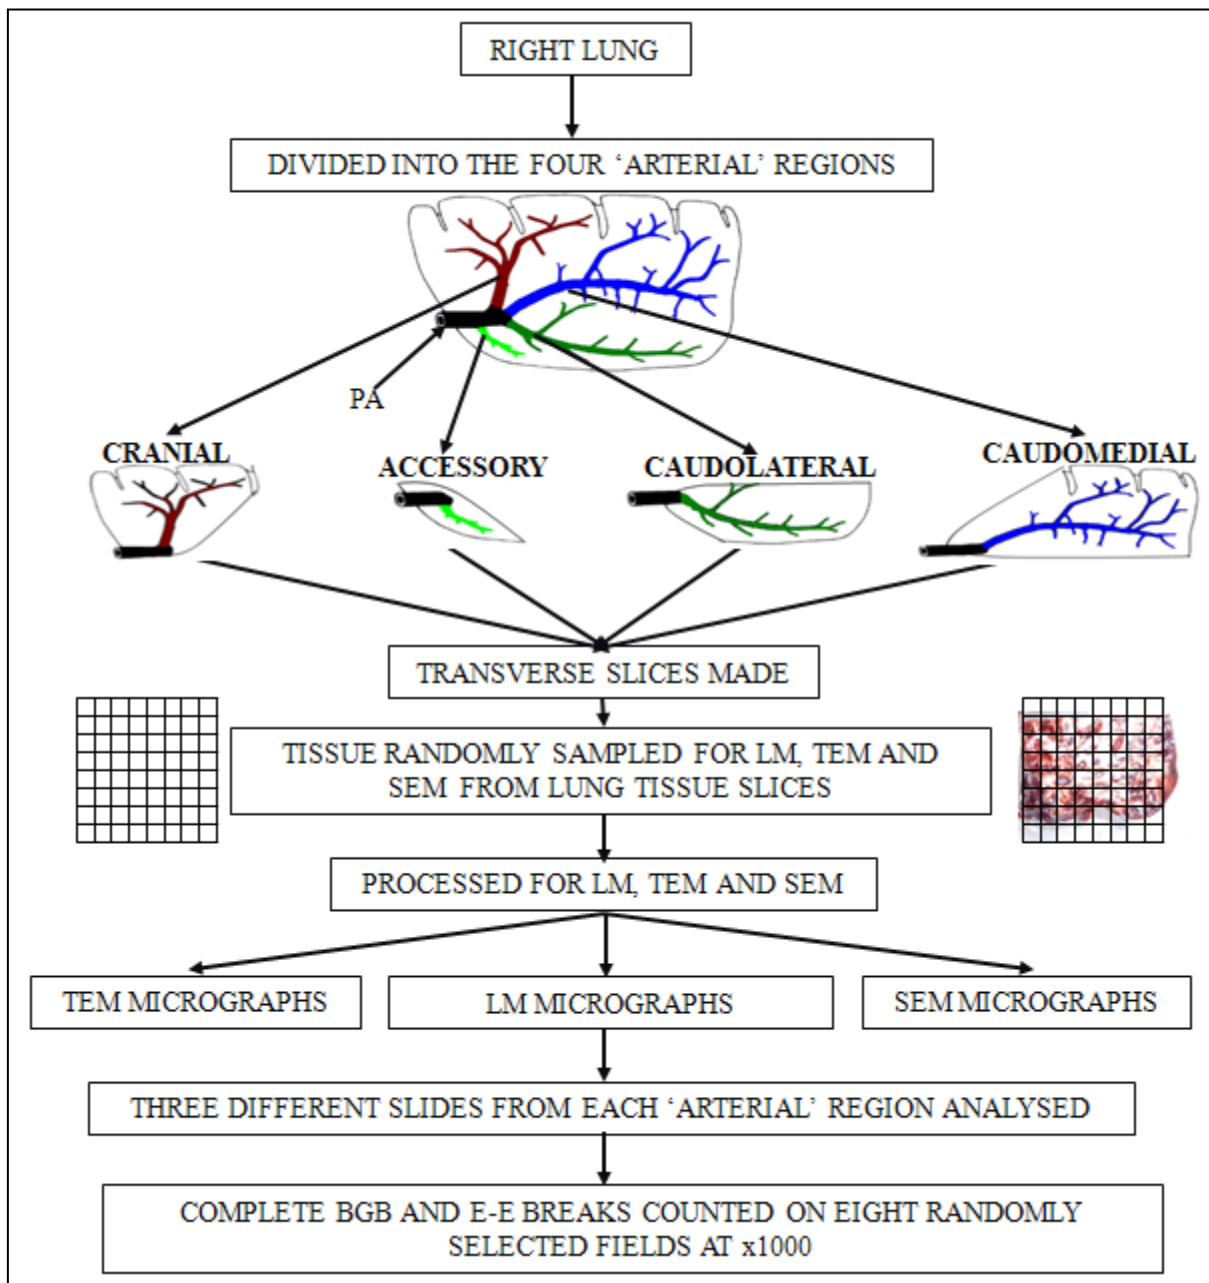 RIGHT LUNG
DIVIDED INTO THE FOUR ‘ARTERIAL’ REGIONS
PA
CRANIAL
ACCESSORY
CAUDOLATERAL
CAUDOMEDIAL
TRANSVERSE SLICES MADE
TISSUE RANDOMLY SAMPLED FOR LM, TEM AND
SEM FROM LUNG TISSUE SLICES
PROCESSED FOR LM, TEM AND SEM
TEM MICROGRAPHS
LM MICROGRAPHS
SEM MICROGRAPHS
THREE DIFFERENT SLIDES FROM EACH ‘ARTERIAL’ REGION ANALYSED
COMPLETE BGB AND E-E BREAKS COUNTED ON EIGHT RANDOMLY
SELECTED FIELDS AT x1000